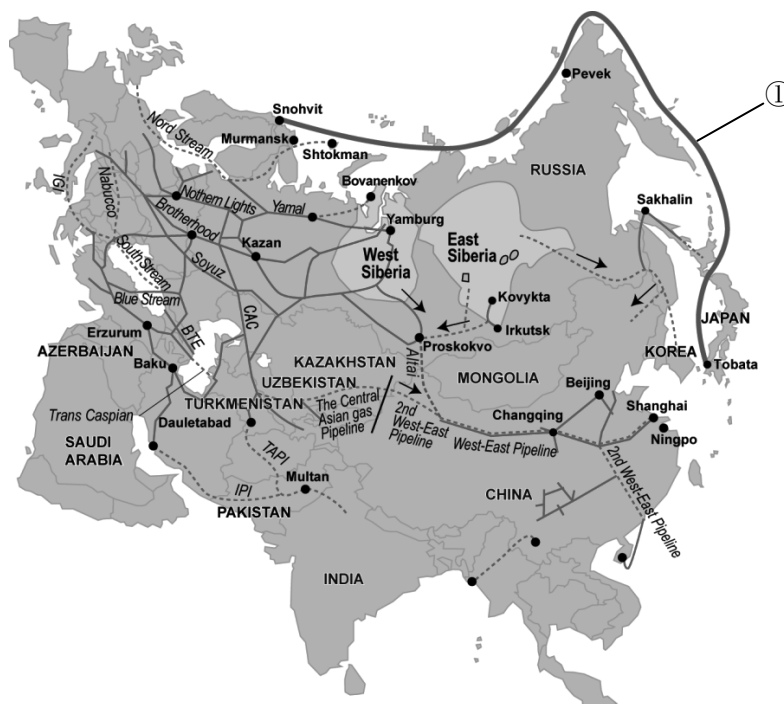 Pevek
①
Snohvit
Nord Stream
Murmansk
Shtokman
RUSSIA
Bovanenkov
IGI
Nabucco
Nothern Lights
Yamal
Sakhalin
Brotherhood
Yamburg
Kazan
West
Siberia
East
Siberia
South Stream
Soyuz
Blue Stream
CAC
Kovykta
Irkutsk
JAPAN
Erzurum
BTE
Proskokvo
KOREA
AZERBAIJAN
Altai
Tobata
Baku
KAZAKHSTAN
MONGOLIA
UZBEKISTAN
Beijing
Trans Caspian
TURKMENISTAN
The Central
Asian gas
Pipeline
2nd
West-East
Pipeline
Changqing
Shanghai
Dauletabad
West-East Pipeline
Ningpo
SAUDI
ARABIA
TAPI
Multan
2nd West-East Pipeline
IPI
CHINA
PAKISTAN
INDIA